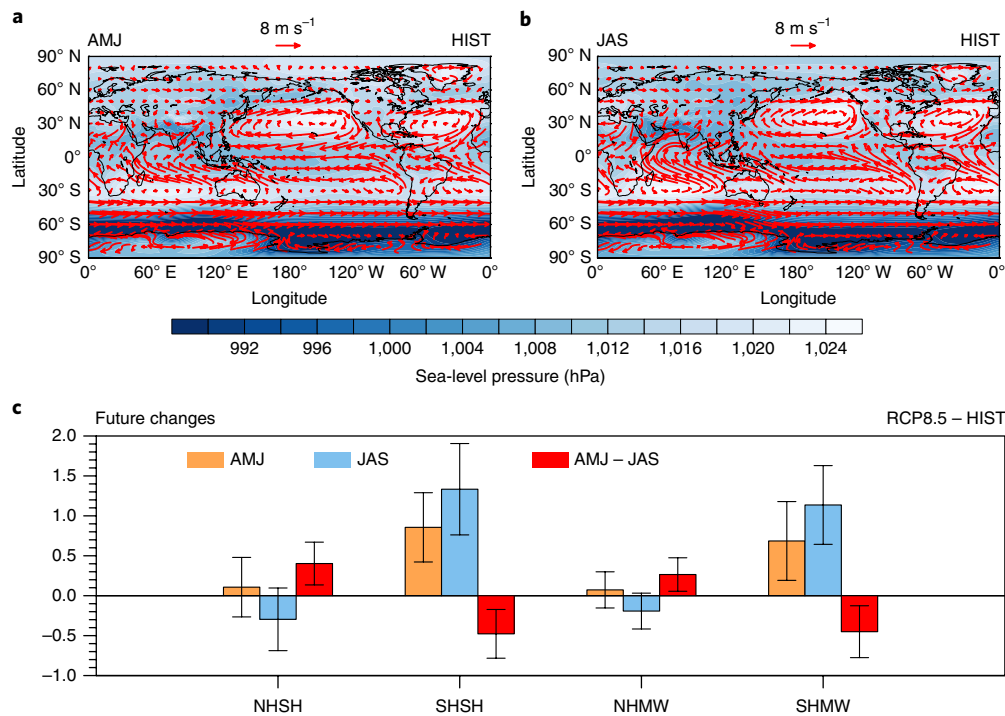 a
b
8 m s⁻¹
8 m s⁻¹
AMJ
HIST
JAS
HIST
90° N
60° N
30° N
0°
30° S
60° S
90° S
Latitude
0°
60° E
120° E
180°
120° W
60° W
0°
Longitude
90° N
60° N
30° N
0°
30° S
60° S
90° S
Latitude
0°
60° E
120° E
180°
120° W
60° W
0°
Longitude
992
996
1,000
1,004
1,008
1,012
1,016
1,020
1,024
Sea-level pressure (hPa)
c
Future changes
RCP8.5 – HIST
AMJ
JAS
AMJ – JAS
2.0
1.5
1.0
0.5
0.0
–0.5
–1.0
NHSH
SHSH
NHMW
SHMW